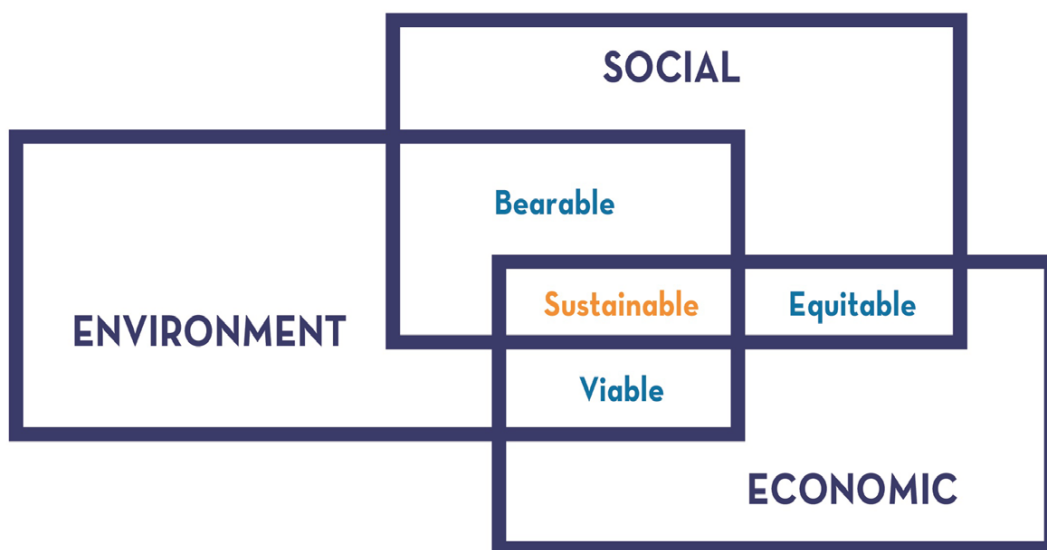 SOCIAL
Bearable
Sustainable
Equitable
ENVIRONMENT
Viable
ECONOMIC